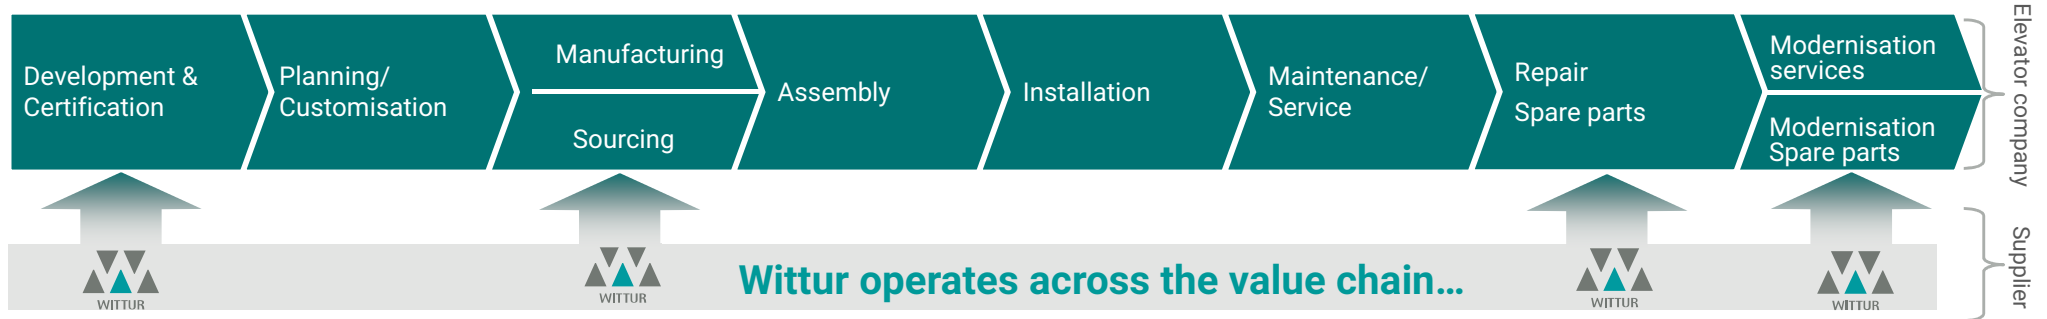 Development &
Certification
Planning/
Customisation
Manufacturing
Sourcing
Assembly
Installation
Maintenance/
Service
Repair
Spare parts
Modernisation
services
Modernisation
Spare parts
Elevator company
WITTUR
WITTUR
Wittur operates across the value chain...
WITTUR
WITTUR
Supplier